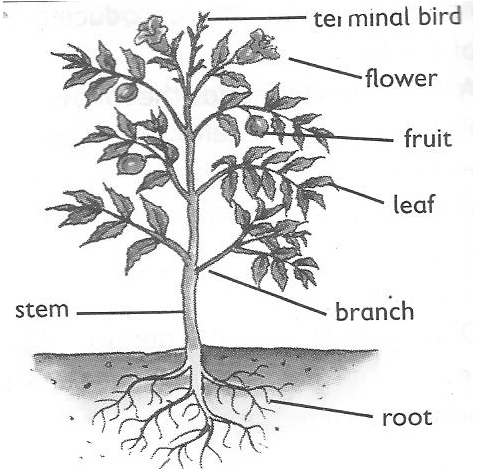 terminal bird
flower
fruit
leaf
stem
branch
root